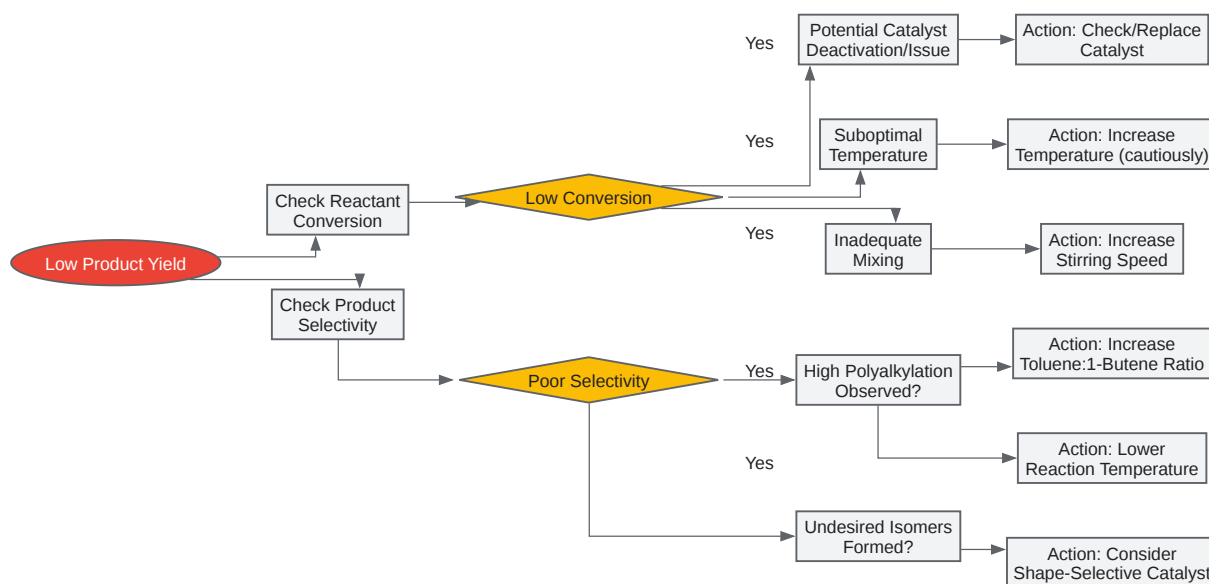 Yes
Potential Catalyst
Deactivation/Issue
Action: Check/Replace
Catalyst
Yes
Suboptimal
Temperature
Action: Increase
Temperature (cautiously)
Check Reactant
Conversion
Low Conversion
Yes
Inadequate
Mixing
Action: Increase
Stirring Speed
Low Product Yield
Check Product
Selectivity
Poor Selectivity
Yes
High Polyalkylation
Observed?
Action: Increase
Toluene:1-Butene Ratio
Action: Lower
Reaction Temperature
Yes
Undesired Isomers
Formed?
Action: Consider
Shape-Selective Catalyst